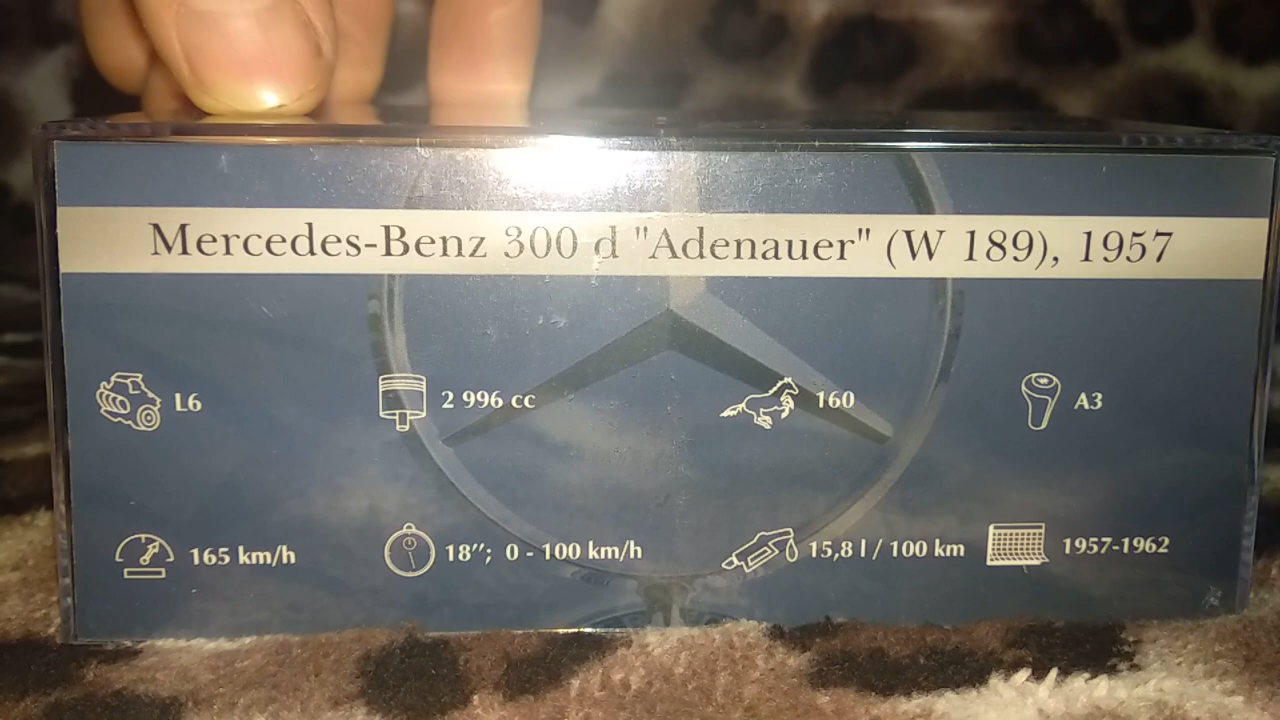 Mercedes-Benz 300 d "Adenauer" (W 189), 1957
L6 2 996 cc 160 A3
165 km/h 18″; 0 - 100 km/h 15,8 l / 100 km 1957-1962